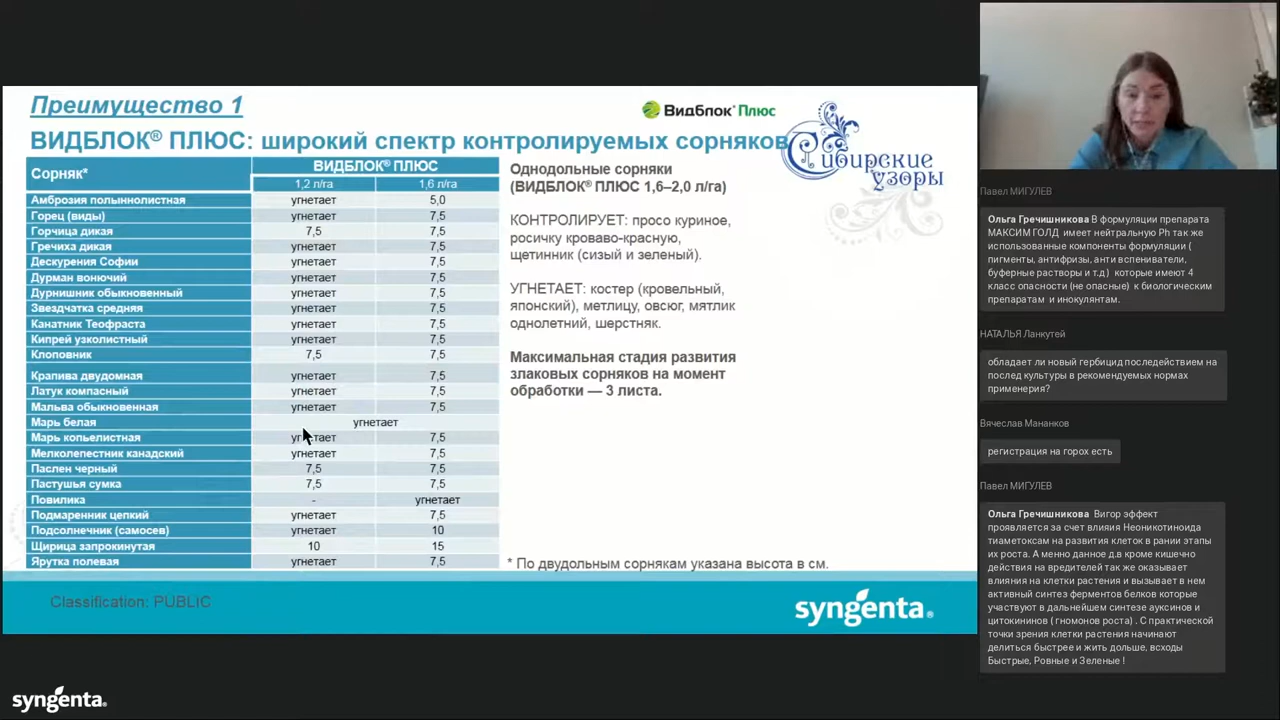 Преимущество 1
ВидБлок® Плюс
ВИДБЛОК® ПЛЮС: широкий спектр контролируемых сорняков
Сибирские
узоры
Сорняк* ВИДБЛОК® ПЛЮС
1,2 л/га 1,6 л/га
Амброзия полыннолистная угнетает 5,0
Горец (виды) угнетает 7,5
Горчица дикая 7,5 7,5
Гречиха дикая угнетает 7,5
Дескурения Софии угнетает 7,5
Дурман вонючий угнетает 7,5
Дурнишник обыкновенный угнетает 7,5
Звездчатка средняя угнетает 7,5
Канатник Теофраста угнетает 7,5
Кипрей узколистный угнетает 7,5
Клоповник 7,5 7,5
Крапива двудомная угнетает 7,5
Латук компасный угнетает 7,5
Мальва обыкновенная угнетает 7,5
Марь белая угнетает
Марь копьелистная угнетает 7,5
Мелколепестник канадский угнетает 7,5
Паслен черный 7,5 7,5
Пастушья сумка 7,5 7,5
Повилика - угнетает
Подмаренник цепкий угнетает 7,5
Подсолнечник (самосев) угнетает 10
Щирица запрокинутая 10 15
Ярутка полевая угнетает 7,5
Однодольные сорняки
(ВИДБЛОК® ПЛЮС 1,6–2,0 л/га)
КОНТРОЛИРУЕТ: просо куриное,
росичку кроваво-красную,
щетинник (сизый и зеленый).
УГНЕТАЕТ: костер (кровельный,
японский), метлицу, овсюг, мятлик
однолетний, шерстняк.
Максимальная стадия развития
злаковых сорняков на момент
обработки — 3 листа.
* По двудольным сорнякам указана высота в см.
Classification: PUBLIC
syngenta®
syngenta®
Павел МИГУЛЕВ
Ольга Гречишникова В формуляции препарата
МАКСИМ ГОЛД имеет нейтральную Ph так же
использованные компоненты формуляции (
пигменты, антифризы, анти вспениватели,
буферные растворы и т.д ) которые имеют 4
класс опасности (не опасные) к биологическим
препаратам и инокулянтам.
НАТАЛЬЯ Ланкутей
обладает ли новый гербицид последействием на
послед культуры в рекомендуемых нормах
применерия?
Вячеслав Мананков
регистрация на горох есть
Павел МИГУЛЕВ
Ольга Гречишникова Вигор эффект
проявляется за счет влияия Неоникотиноида
тиаметоксам на развития клеток в рании этапы
их роста. А менно данное д.в кроме кишечно
действия на вредителей так же оказывает
влияния на клетки растения и вызывает в нем
активный синтез ферментов белков которые
участвуют в дальнейшем синтезе ауксинов и
цитокининов ( гномонов роста) . С практической
точки зрения клетки растения начинают
делиться быстрее и жить дольше, всходы
Быстрые, Ровные и Зеленые !